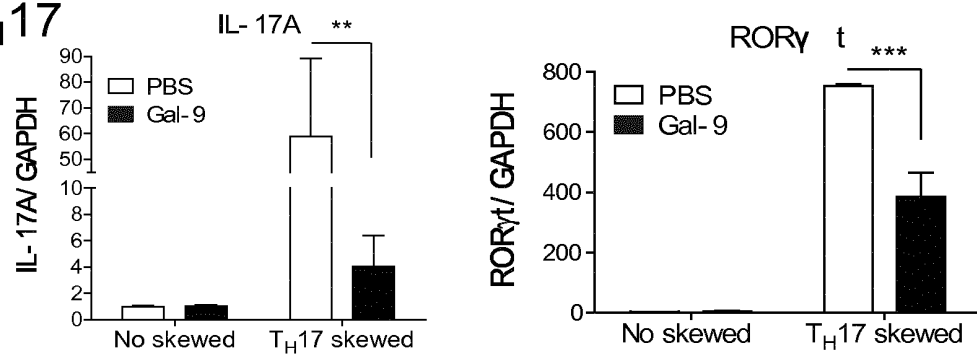 H17
IL-17A
**
PBS
Gal-9
IL-17A/GAPDH
90
80
70
60
50
10
8
6
4
2
0
No skewed
TH17 skewed
RORγ t
***
PBS
Gal-9
RORγt/ GAPDH
800
600
400
200
0
No skewed
TH17 skewed